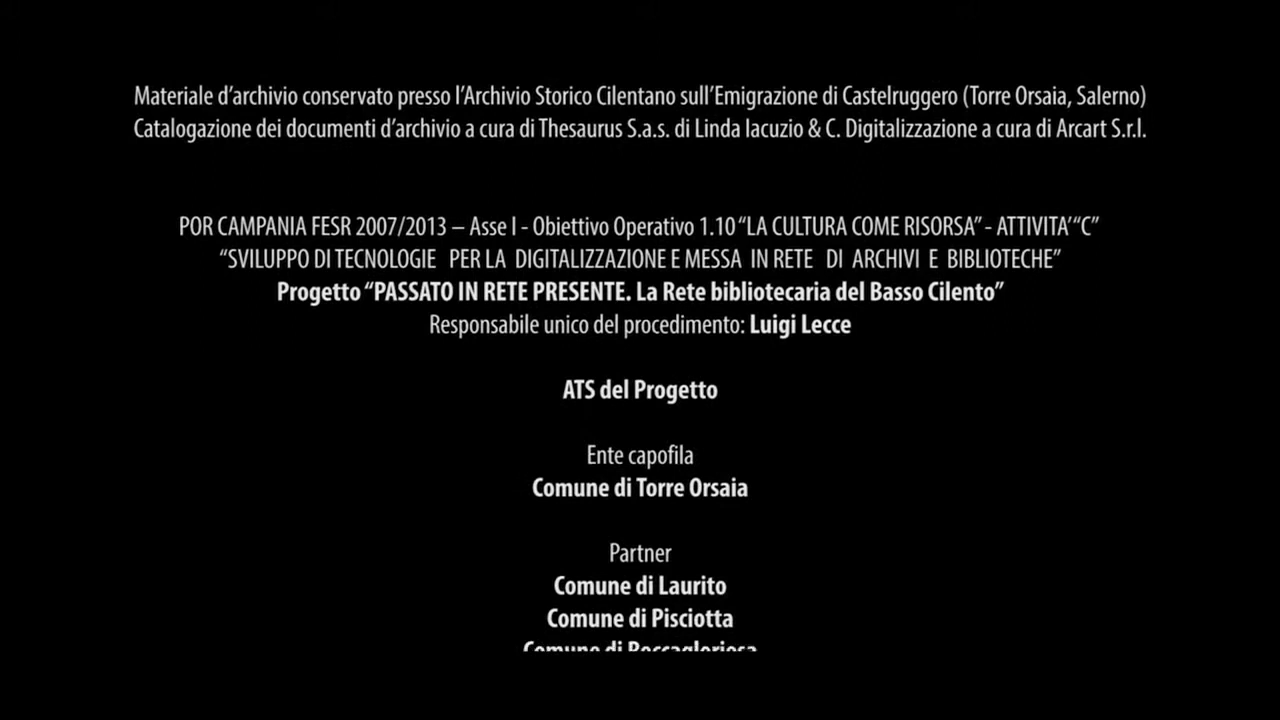 Materiale d'archivio conservato presso l'Archivio Storico Cilentano sull'Emigrazione di Castelruggero (Torre Orsaia, Salerno)
Catalogazione dei documenti d'archivio a cura di Thesaurus S.a.s. di Linda Iacuzio & C. Digitalizzazione a cura di Arcart S.r.l.
POR CAMPANIA FESR 2007/2013 – Asse I - Obiettivo Operativo 1.10 “LA CULTURA COME RISORSA” - ATTIVITA’ “C”
“SVILUPPO DI TECNOLOGIE PER LA DIGITALIZZAZIONE E MESSA IN RETE DI ARCHIVI E BIBLIOTECHE”
Progetto “PASSATO IN RETE PRESENTE. La Rete bibliotecaria del Basso Cilento”
Responsabile unico del procedimento: Luigi Lecce
ATS del Progetto
Ente capofila
Comune di Torre Orsaia
Partner
Comune di Laurito
Comune di Pisciotta
Comune di Roccagloriosa